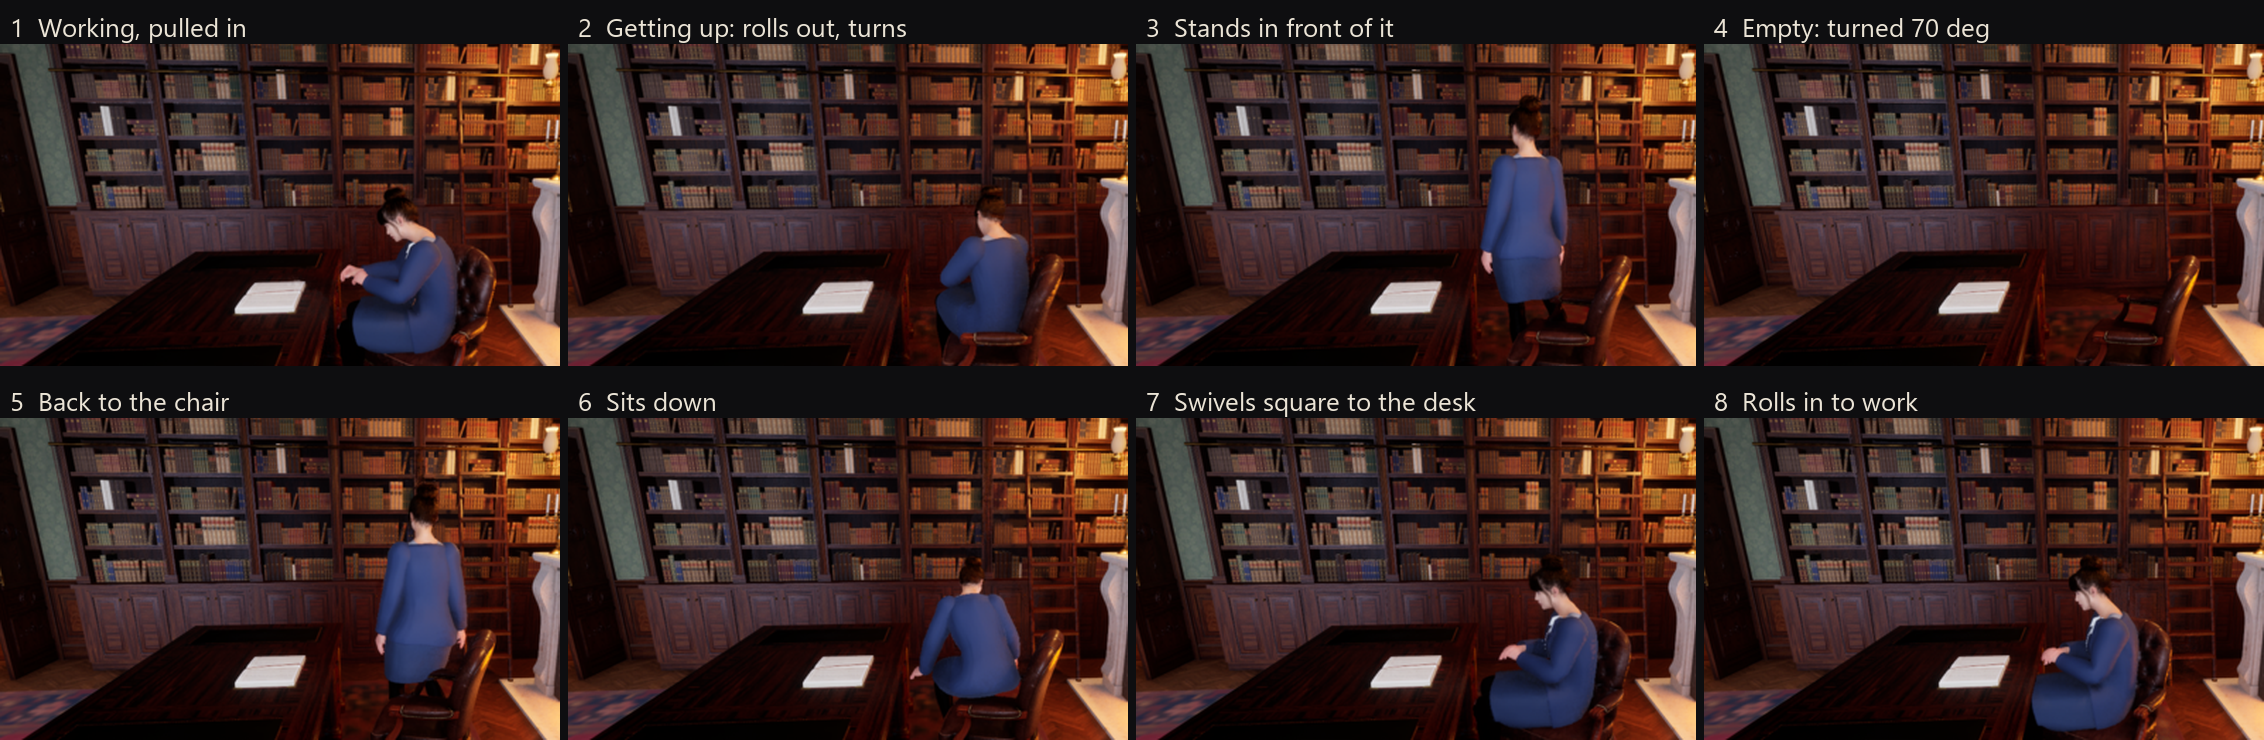 1 Working, pulled in
2 Getting up: rolls out, turns
3 Stands in front of it
4 Empty: turned 70 deg
5 Back to the chair
6 Sits down
7 Swivels square to the desk
8 Rolls in to work